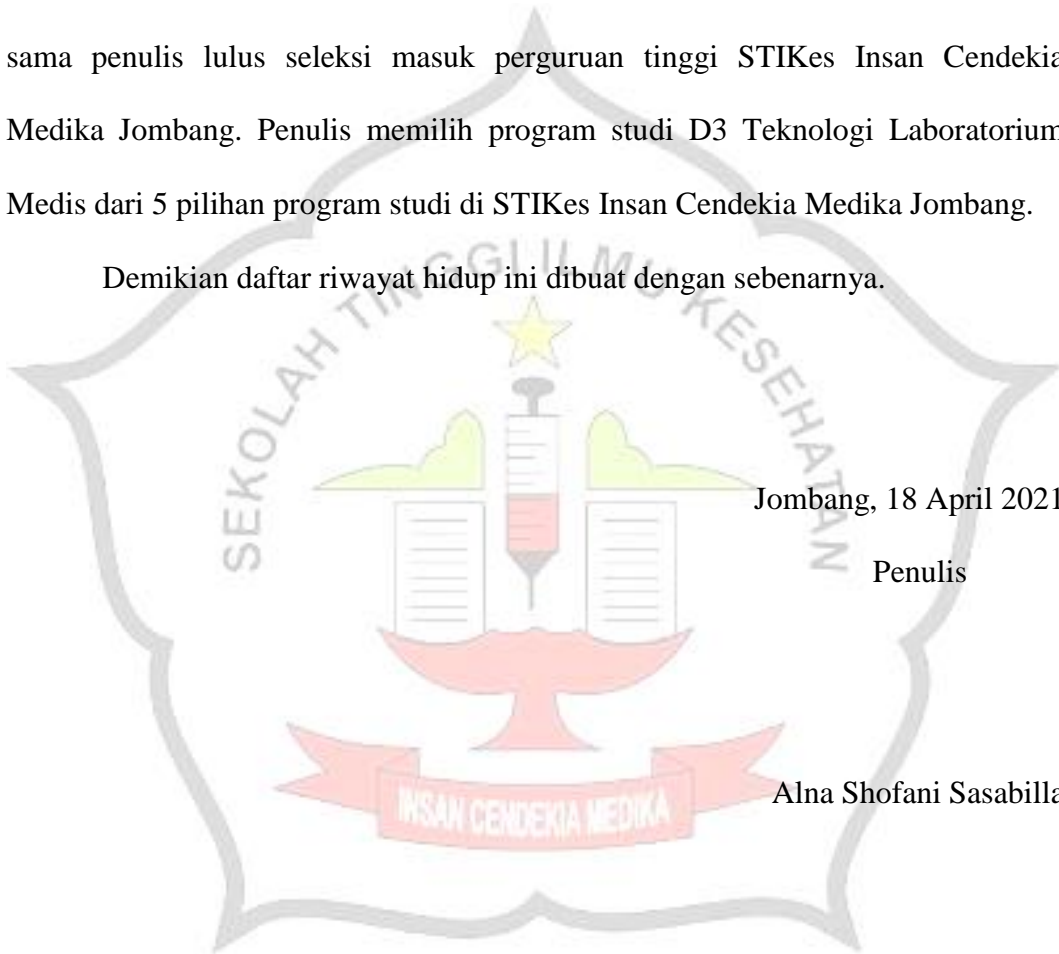 sama penulis lulus seleksi masuk perguruan tinggi STIKes Insan Cendekia
Medika Jombang. Penulis memilih program studi D3 Teknologi Laboratorium
Medis dari 5 pilihan program studi di STIKes Insan Cendekia Medika Jombang.
Demikian daftar riwayat hidup ini dibuat dengan sebenarnya.
SEKOLAH TINGGI ILMU KESEHATAN
Jombang, 18 April 2021
Penulis
Alna Shofani Sasabilla
INSAN CENDEKIA MEDIKA